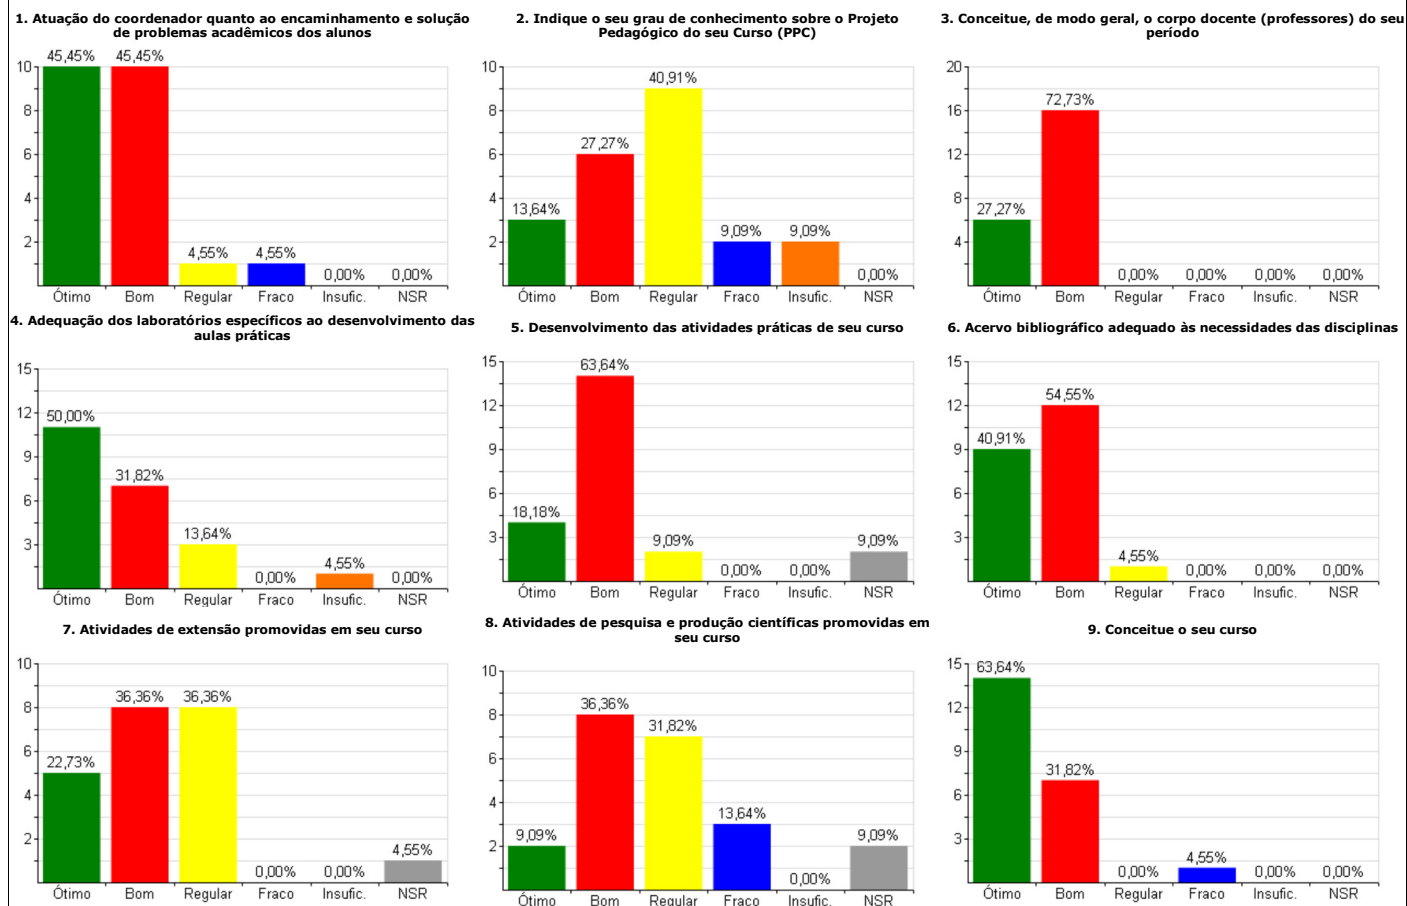 1. Atuação do coordenador quanto ao encaminhamento e solução
de problemas acadêmicos dos alunos
45,45%
45,45%
10
8
6
4
2
4,55%
4,55%
0,00%
0,00%
Ótimo
Bom
Regular
Fraco
Insufic.
NSR
2. Indique o seu grau de conhecimento sobre o Projeto
Pedagógico do seu Curso (PPC)
10
8
6
4
2
13,64%
27,27%
40,91%
9,09%
9,09%
0,00%
Ótimo
Bom
Regular
Fraco
Insufic.
NSR
3. Conceitue, de modo geral, o corpo docente (professores) do seu
período
20
16
12
8
4
27,27%
72,73%
0,00%
0,00%
0,00%
0,00%
Ótimo
Bom
Regular
Fraco
Insufic.
NSR
4. Adequação dos laboratórios específicos ao desenvolvimento das
aulas práticas
15
12
9
6
3
50,00%
31,82%
13,64%
0,00%
4,55%
0,00%
Ótimo
Bom
Regular
Fraco
Insufic.
NSR
5. Desenvolvimento das atividades práticas de seu curso
15
12
9
6
3
18,18%
63,64%
9,09%
0,00%
0,00%
9,09%
Ótimo
Bom
Regular
Fraco
Insufic.
NSR
6. Acervo bibliográfico adequado às necessidades das disciplinas
15
12
9
6
3
40,91%
54,55%
4,55%
0,00%
0,00%
0,00%
Ótimo
Bom
Regular
Fraco
Insufic.
NSR
7. Atividades de extensão promovidas em seu curso
10
8
6
4
2
22,73%
36,36%
36,36%
0,00%
0,00%
4,55%
Ótimo
Bom
Regular
Fraco
Insufic.
NSR
8. Atividades de pesquisa e produção científicas promovidas em
seu curso
10
8
6
4
2
9,09%
36,36%
31,82%
13,64%
0,00%
9,09%
Ótimo
Bom
Regular
Fraco
Insufic.
NSR
9. Conceitue o seu curso
15
12
9
6
3
63,64%
31,82%
0,00%
4,55%
0,00%
0,00%
Ótimo
Bom
Regular
Fraco
Insufic.
NSR